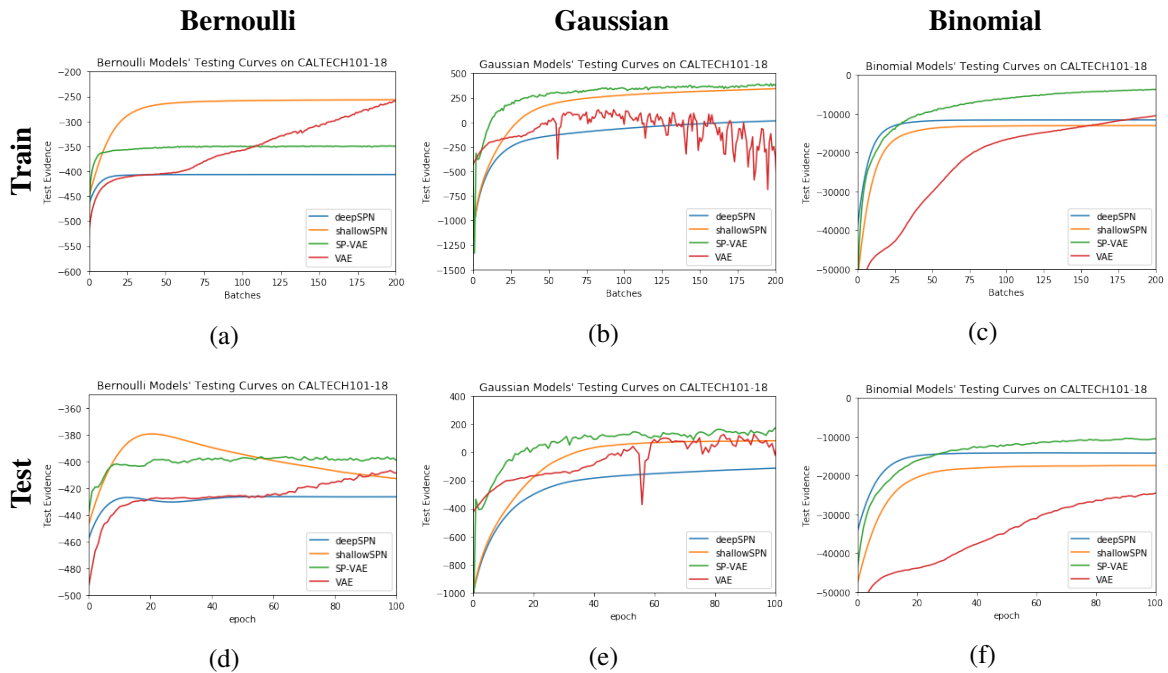 Bernoulli Gaussian Binomial
Train
Bernoulli Models' Testing Curves on CALTECH101-18
Test Evidence
−200
−250
−300
−350
−400
−450
−500
−550
−600
0 25 50 75 100 125 150 175 200
Batches
deepSPN
shallowSPN
SP-VAE
VAE
(a)
Gaussian Models' Testing Curves on CALTECH101-18
Test Evidence
500
250
0
−250
−500
−750
−1000
−1250
−1500
0 25 50 75 100 125 150 175 200
Batches
deepSPN
shallowSPN
SP-VAE
VAE
(b)
Binomial Models' Testing Curves on CALTECH101-18
Test Evidence
0
−10000
−20000
−30000
−40000
−50000
0 25 50 75 100 125 150 175 200
Batches
deepSPN
shallowSPN
SP-VAE
VAE
(c)
Test
Bernoulli Models' Testing Curves on CALTECH101-18
Test Evidence
−360
−380
−400
−420
−440
−460
−480
−500
0 20 40 60 80 100
epoch
deepSPN
shallowSPN
SP-VAE
VAE
(d)
Gaussian Models' Testing Curves on CALTECH101-18
Test Evidence
400
200
0
−200
−400
−600
−800
−1000
0 20 40 60 80 100
epoch
deepSPN
shallowSPN
SP-VAE
VAE
(e)
Binomial Models' Testing Curves on CALTECH101-18
Test Evidence
0
−10000
−20000
−30000
−40000
−50000
0 20 40 60 80 100
epoch
deepSPN
shallowSPN
SP-VAE
VAE
(f)